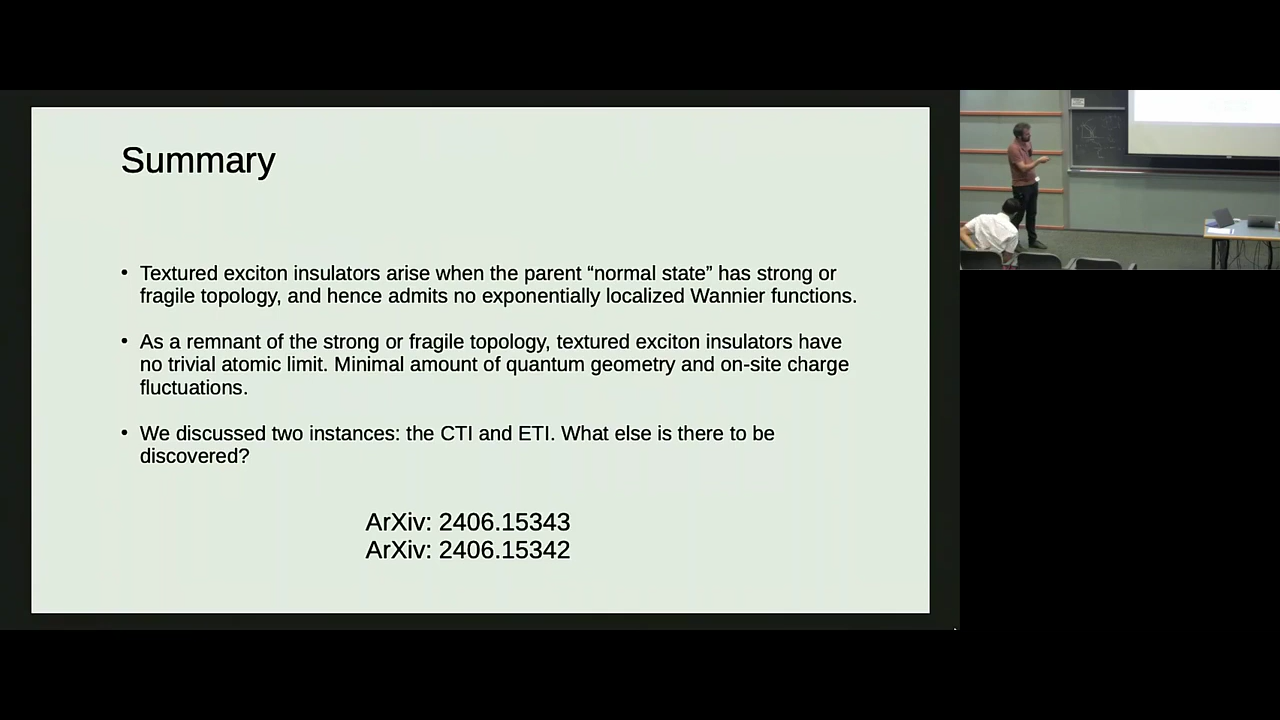 Summary
• Textured exciton insulators arise when the parent “normal state” has strong or
fragile topology, and hence admits no exponentially localized Wannier functions.
• As a remnant of the strong or fragile topology, textured exciton insulators have
no trivial atomic limit. Minimal amount of quantum geometry and on-site charge
fluctuations.
• We discussed two instances: the CTI and ETI. What else is there to be
discovered?
ArXiv: 2406.15343
ArXiv: 2406.15342